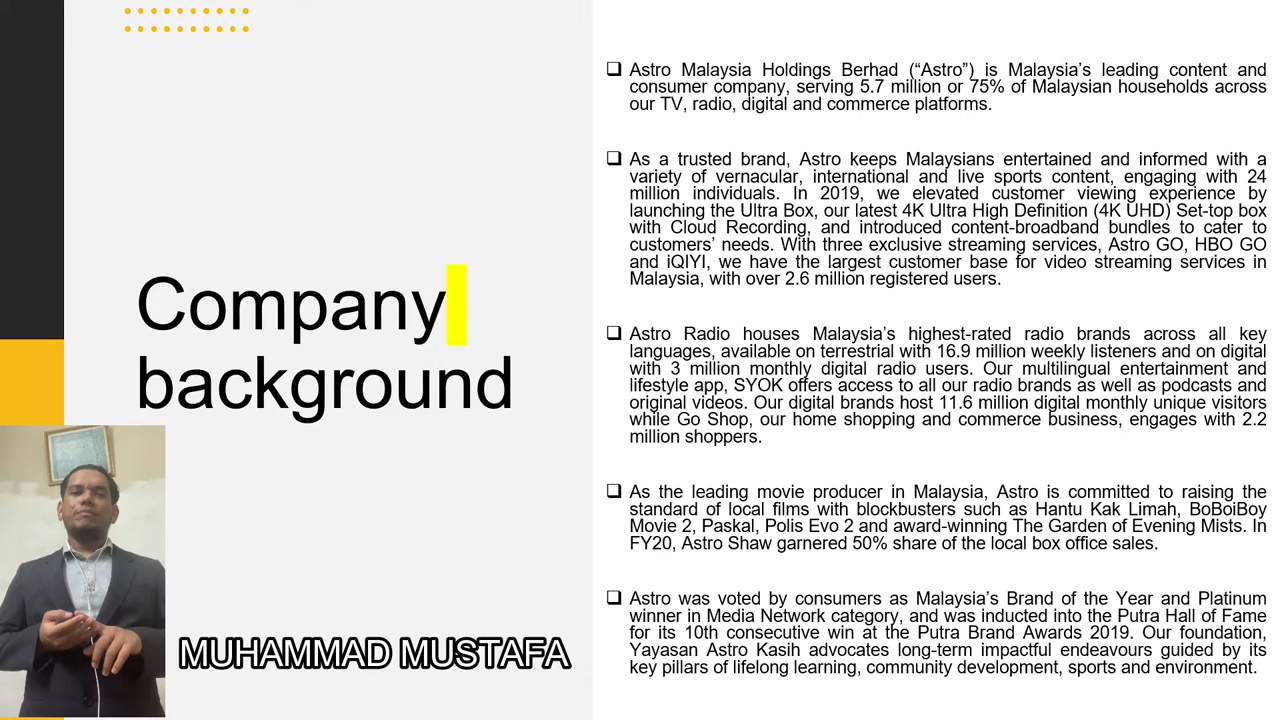 Company
background
MUHAMMAD MUSTAFA
Astro Malaysia Holdings Berhad (“Astro”) is Malaysia’s leading content and
consumer company, serving 5.7 million or 75% of Malaysian households across
our TV, radio, digital and commerce platforms.
As a trusted brand, Astro keeps Malaysians entertained and informed with a
variety of vernacular, international and live sports content, engaging with 24
million individuals. In 2019, we elevated customer viewing experience by
launching the Ultra Box, our latest 4K Ultra High Definition (4K UHD) Set-top box
with Cloud Recording, and introduced content-broadband bundles to cater to
customers’ needs. With three exclusive streaming services, Astro GO, HBO GO
and iQIYI, we have the largest customer base for video streaming services in
Malaysia, with over 2.6 million registered users.
Astro Radio houses Malaysia’s highest-rated radio brands across all key
languages, available on terrestrial with 16.9 million weekly listeners and on digital
with 3 million monthly digital radio users. Our multilingual entertainment and
lifestyle app, SYOK offers access to all our radio brands as well as podcasts and
original videos. Our digital brands host 11.6 million digital monthly unique visitors
while Go Shop, our home shopping and commerce business, engages with 2.2
million shoppers.
As the leading movie producer in Malaysia, Astro is committed to raising the
standard of local films with blockbusters such as Hantu Kak Limah, BoBoiBoy
Movie 2, Paskal, Polis Evo 2 and award-winning The Garden of Evening Mists. In
FY20, Astro Shaw garnered 50% share of the local box office sales.
Astro was voted by consumers as Malaysia’s Brand of the Year and Platinum
winner in Media Network category, and was inducted into the Putra Hall of Fame
for its 10th consecutive win at the Putra Brand Awards 2019. Our foundation,
Yayasan Astro Kasih advocates long-term impactful endeavours guided by its
key pillars of lifelong learning, community development, sports and environment.